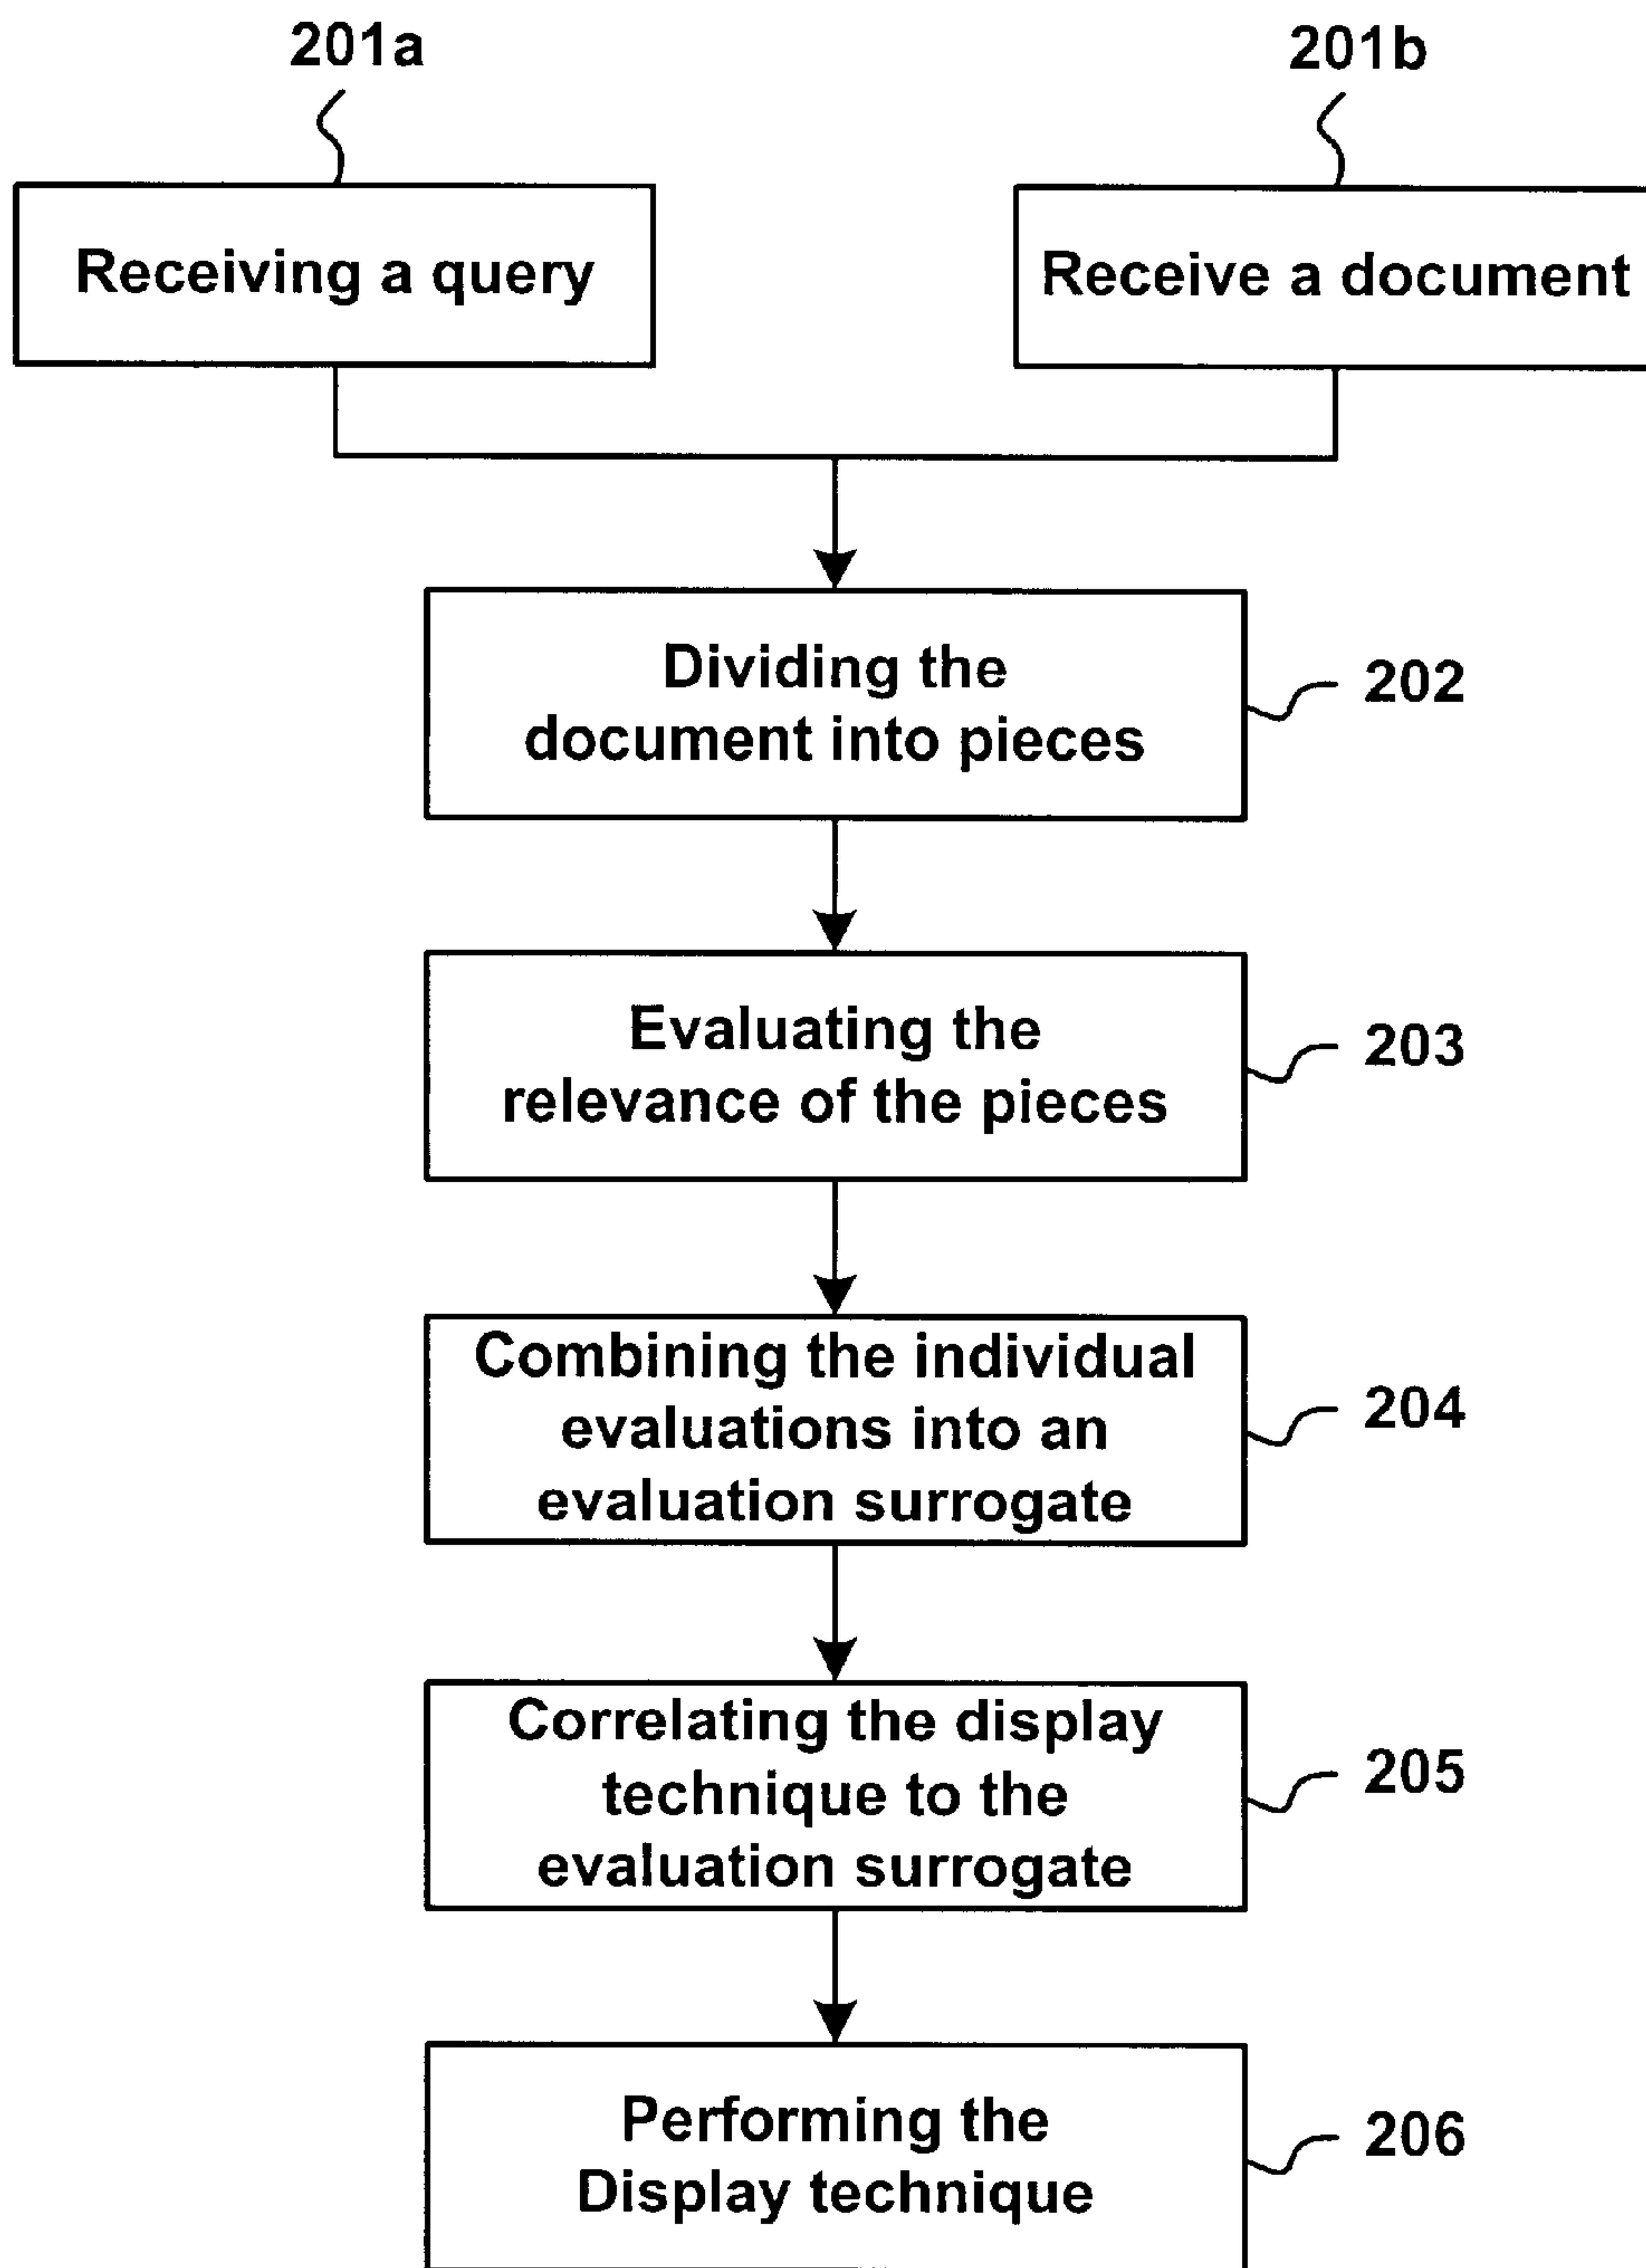 201a
201b
Receiving a query
Receive a document
Dividing the
document into pieces
202
Evaluating the
relevance of the pieces
203
Combining the individual
evaluations into an
evaluation surrogate
204
Correlating the display
technique to the
evaluation surrogate
205
Performing the
Display technique
206